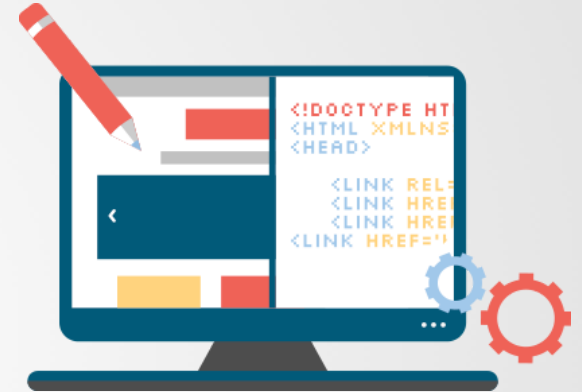 <!DOCTYPE HT
<HTML XMLNS
<HEAD>
<LINK REL=
<LINK HREF
<LINK HREF
<LINK HREF='